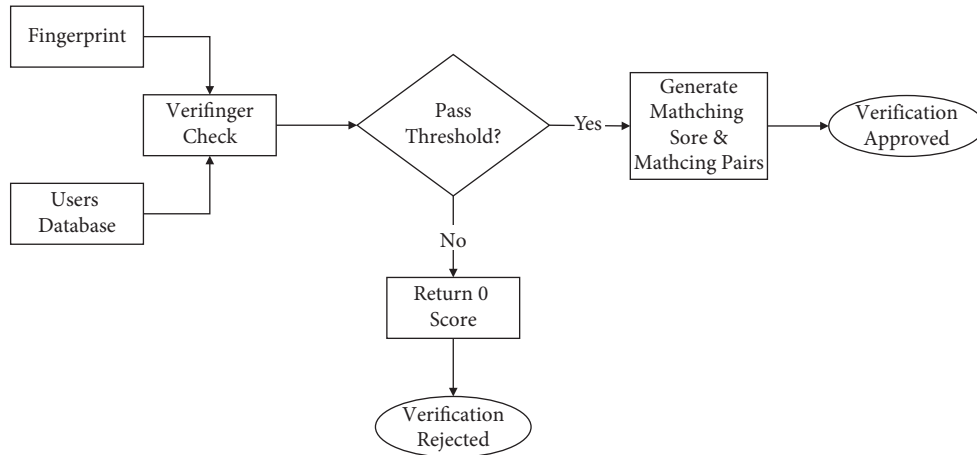 Fingerprint
Verifinger
Check
Users
Database
Pass
Threshold?
Yes
Generate
Mathching
Sore &
Mathcing Pairs
Verification
Approved
No
Return 0
Score
Verification
Rejected